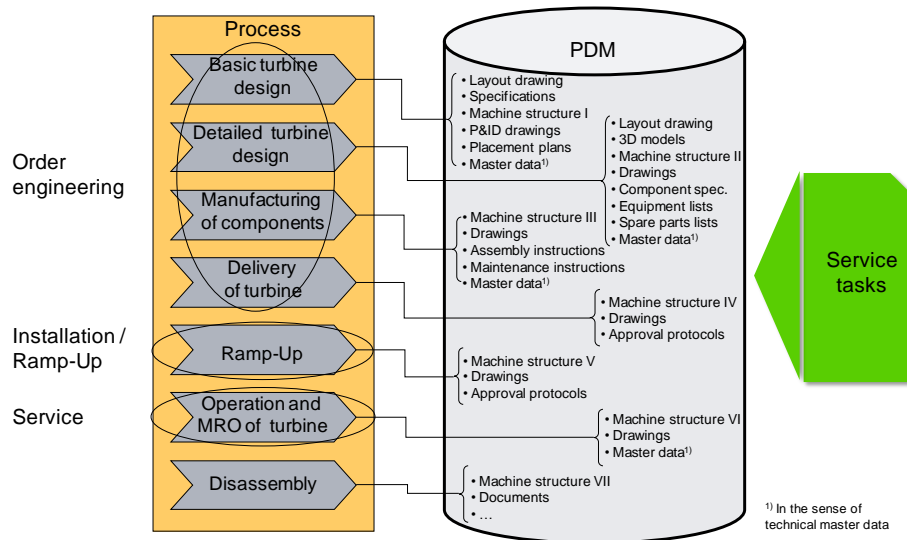 Process
Basic turbine
design
Detailed turbine
design
Manufacturing
of components
Delivery
of turbine
Ramp-Up
Operation and
MRO of turbine
Disassembly
Order
engineering
Installation /
Ramp-Up
Service
PDM
• Layout drawing
• Specifications
• Machine structure I
• P&ID drawings
• Placement plans
• Master data1)
• Layout drawing
• 3D models
• Machine structure II
• Drawings
• Component spec.
• Equipment lists
• Spare parts lists
• Master data1)
• Machine structure III
• Drawings
• Assembly instructions
• Maintenance instructions
• Master data1)
• Machine structure IV
• Drawings
• Approval protocols
• Machine structure V
• Drawings
• Approval protocols
• Machine structure VI
• Drawings
• Master data1)
• Machine structure VII
• Documents
• …
Service
tasks
1) In the sense of
technical master data